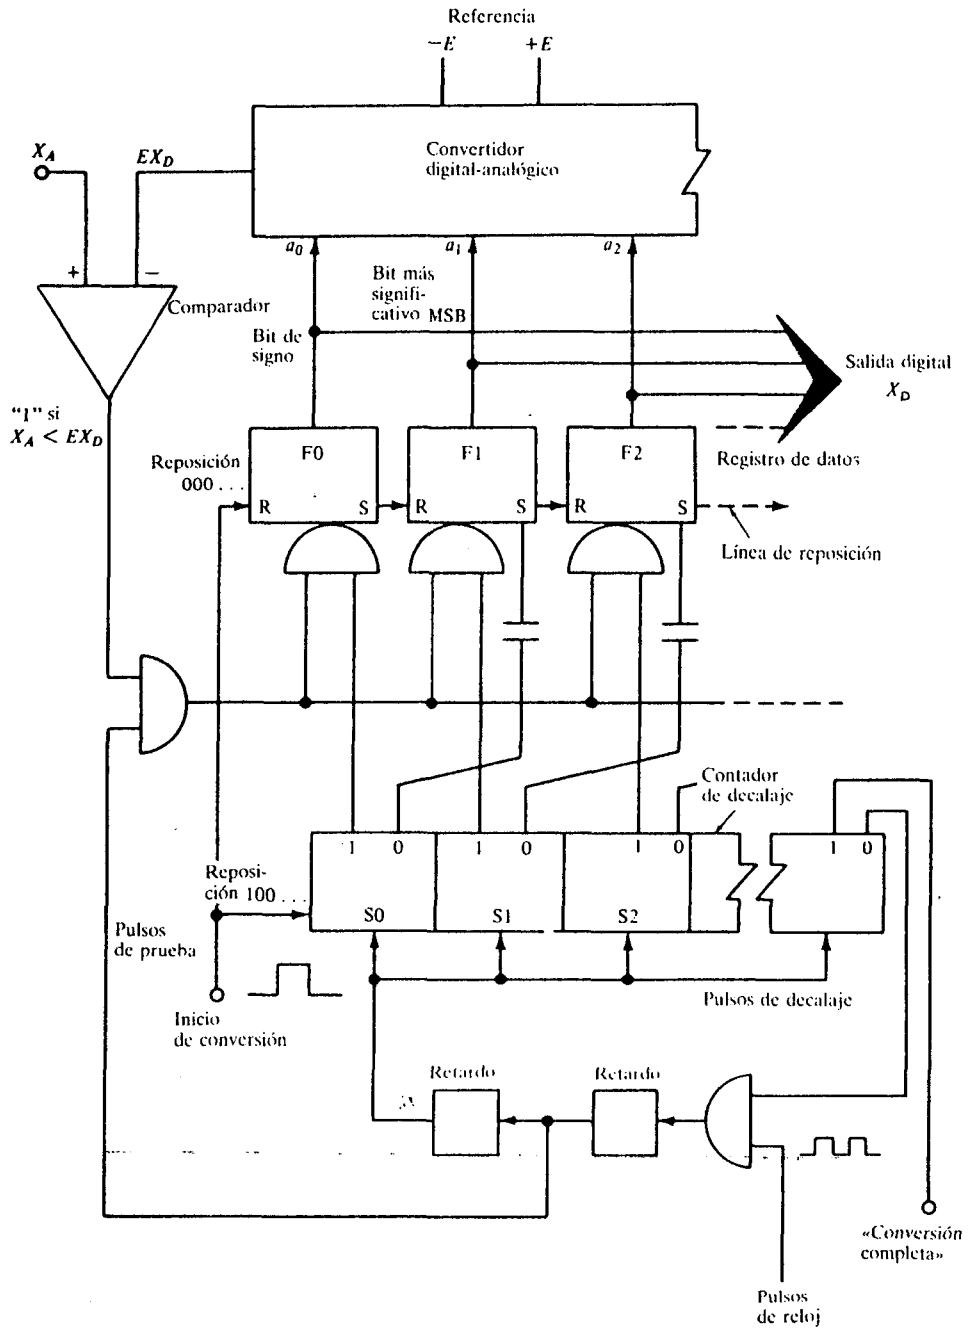 Referencia
−E +E
X_A
EX_D
Convertidor
digital-analógico
a_0 a_1 a_2
+ −
Comparador
Bit más
signifi-
cativo MSB
Bit de
signo
Salida digital
X_D
"1" si
X_A < EX_D
F0 F1 F2
Reposición
000 . . .
Registro de datos
R S R S R S
Línea de reposición
Contador
de decalaje
1 0 1 0 1 0 1 0
Reposi-
ción 100 . . .
S0 S1 S2
Pulsos
de prueba
Pulsos de decalaje
Inicio
de conversión
Retardo Retardo
«Conversión
completa»
Pulsos
de reloj